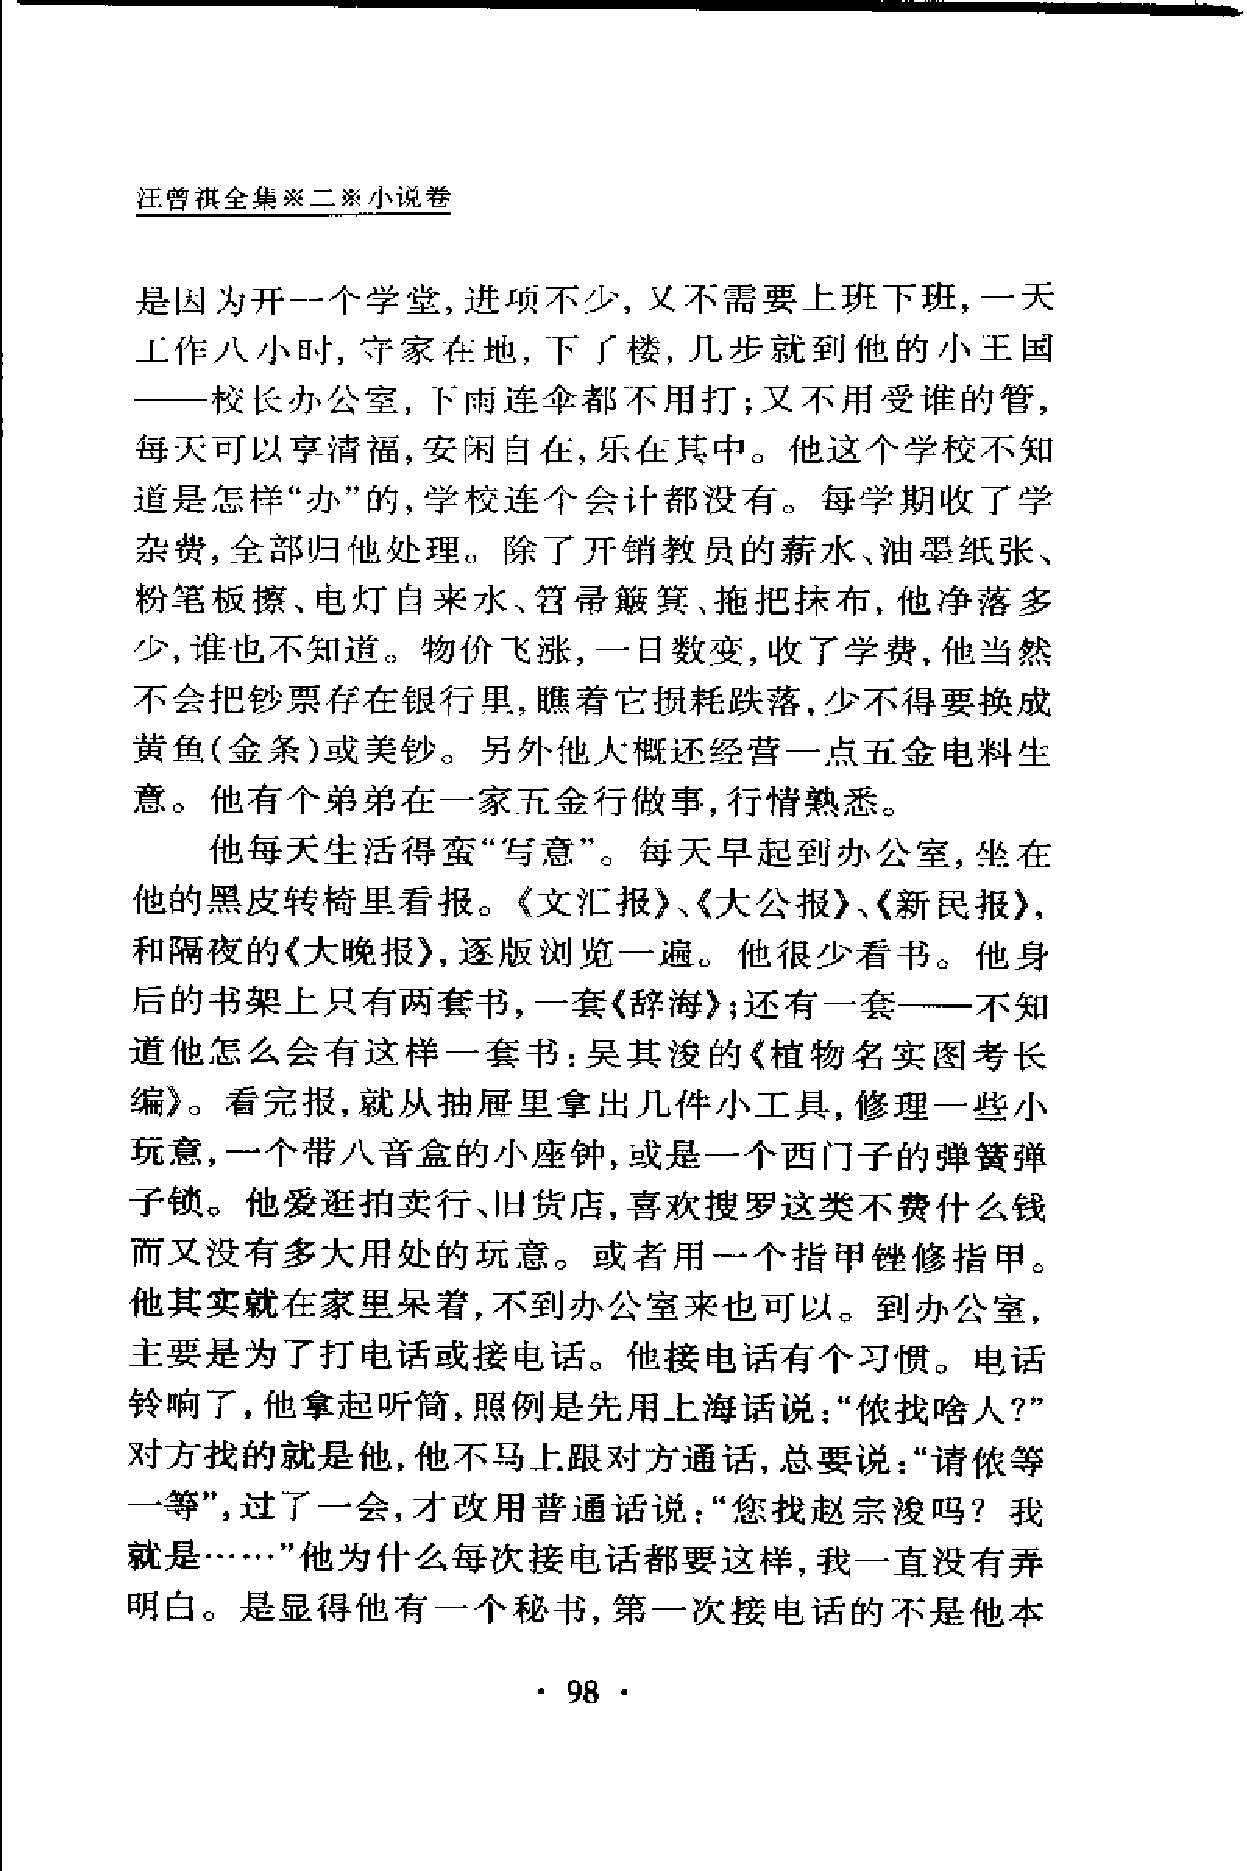 汪曾祺全集※二※小说卷
是因为开一个学堂,进项不少,又不需要上班下班,一天
工作八小时,守家在地,下了楼,几步就到他的小王国
——校长办公室,下雨连伞都不用打;又不用受谁的管,
每天可以享清福,安闲自在,乐在其中。他这个学校不知
道是怎样“办”的,学校连个会计都没有。每学期收了学
杂费,全部归他处理。除了开销教员的薪水、油墨纸张、
粉笔板擦、电灯自来水、笤帚簸箕、拖把抹布,他净落多
少,谁也不知道。物价飞涨,一日数变,收了学费,他当然
不会把钞票存在银行里,瞧着它损耗跌落,少不得要换成
黄鱼(金条)或美钞。另外他大概还经营一点五金电料生
意。他有个弟弟在一家五金行做事,行情熟悉。
他每天生活得蛮“写意”。每天早起到办公室,坐在
他的黑皮转椅里看报。《文汇报》、《大公报》、《新民报》,
和隔夜的《大晚报》,逐版浏览一遍。他很少看书。他身
后的书架上只有两套书,一套《辞海》;还有一套——不知
道他怎么会有这样一套书:吴其浚的《植物名实图考长
编》。看完报,就从抽屉里拿出几件小工具,修理一些小
玩意,一个带八音盒的小座钟,或是一个西门子的弹簧弹
子锁。他爱逛拍卖行、旧货店,喜欢搜罗这类不费什么钱
而又没有多大用处的玩意。或者用一个指甲锉修指甲。
他其实就在家里呆着,不到办公室来也可以。到办公室,
主要是为了打电话或接电话。他接电话有个习惯。电话
铃响了,他拿起听筒,照例是先用上海话说:“侬找啥人?”
对方找的就是他,他不马上跟对方通话,总要说:“请侬等
一等”,过了一会,才改用普通话说:“您找赵宗浚吗? 我
就是……”他为什么每次接电话都要这样,我一直没有弄
明白。是显得他有一个秘书,第一次接电话的不是他本
· 98 ·